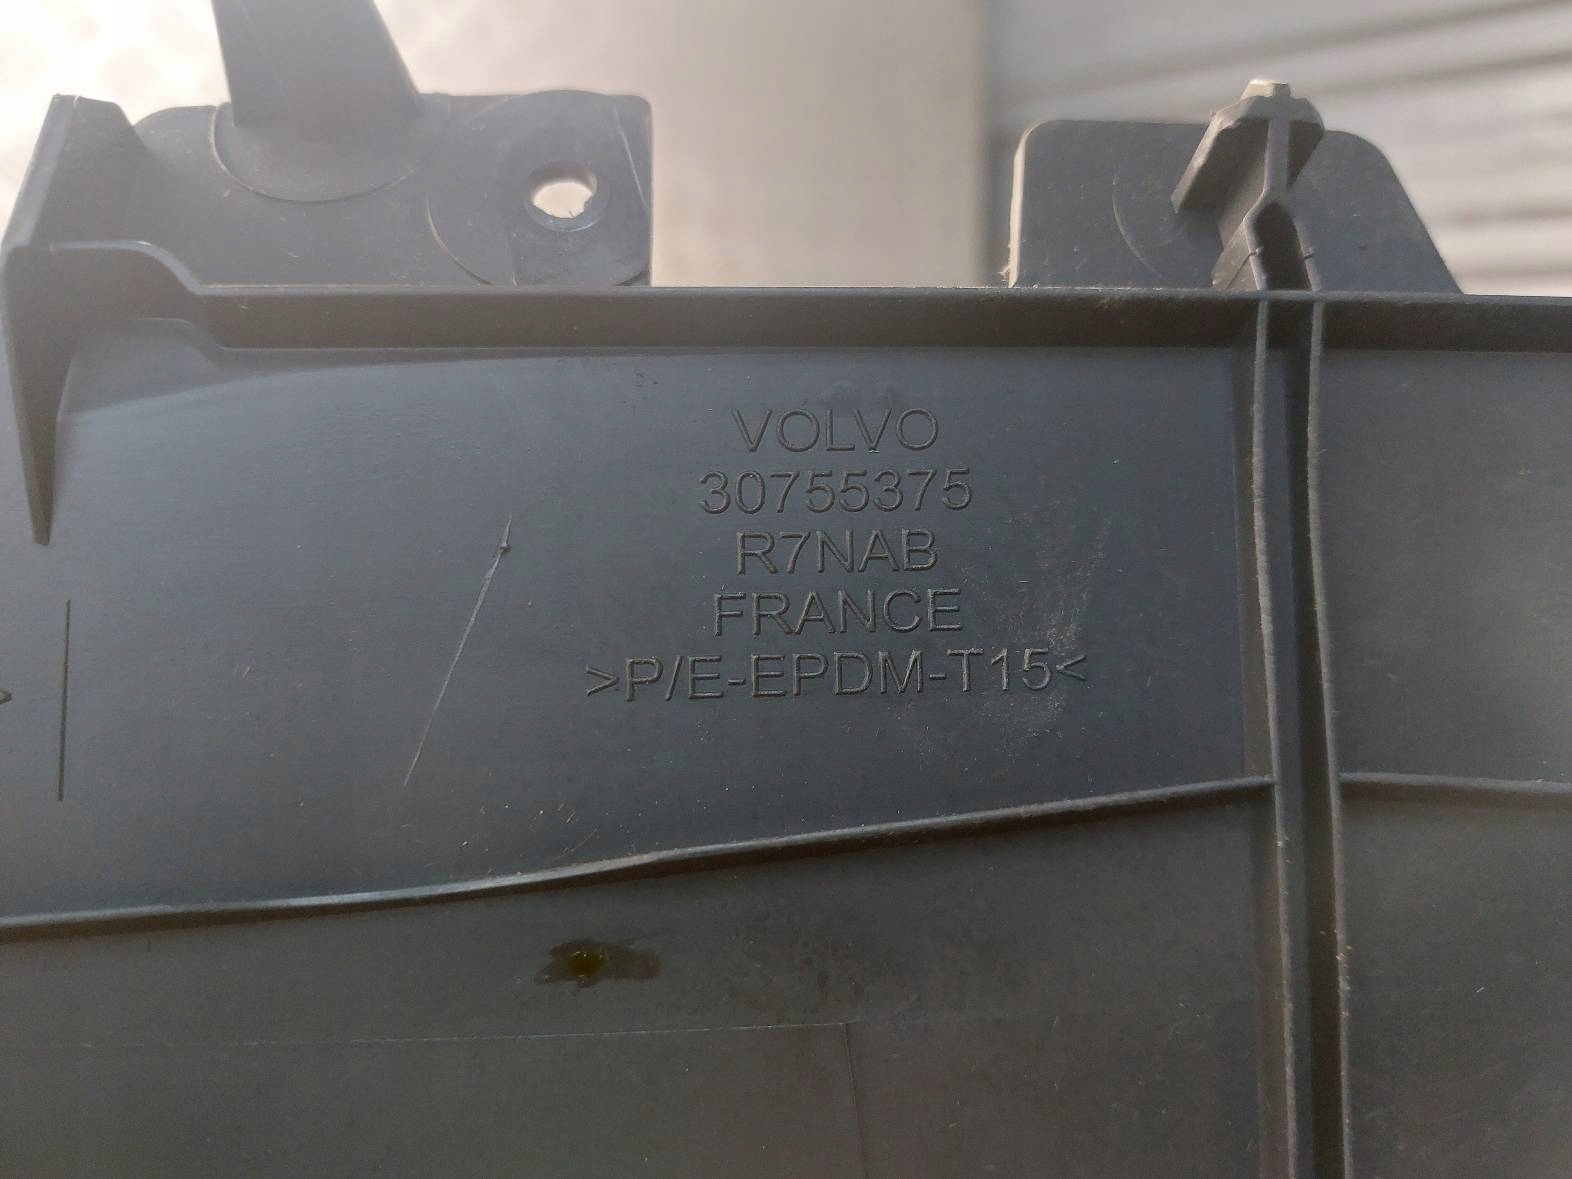 VOLVO
30755375
R7NAB
FRANCE
>P/E-EPDM-T15<